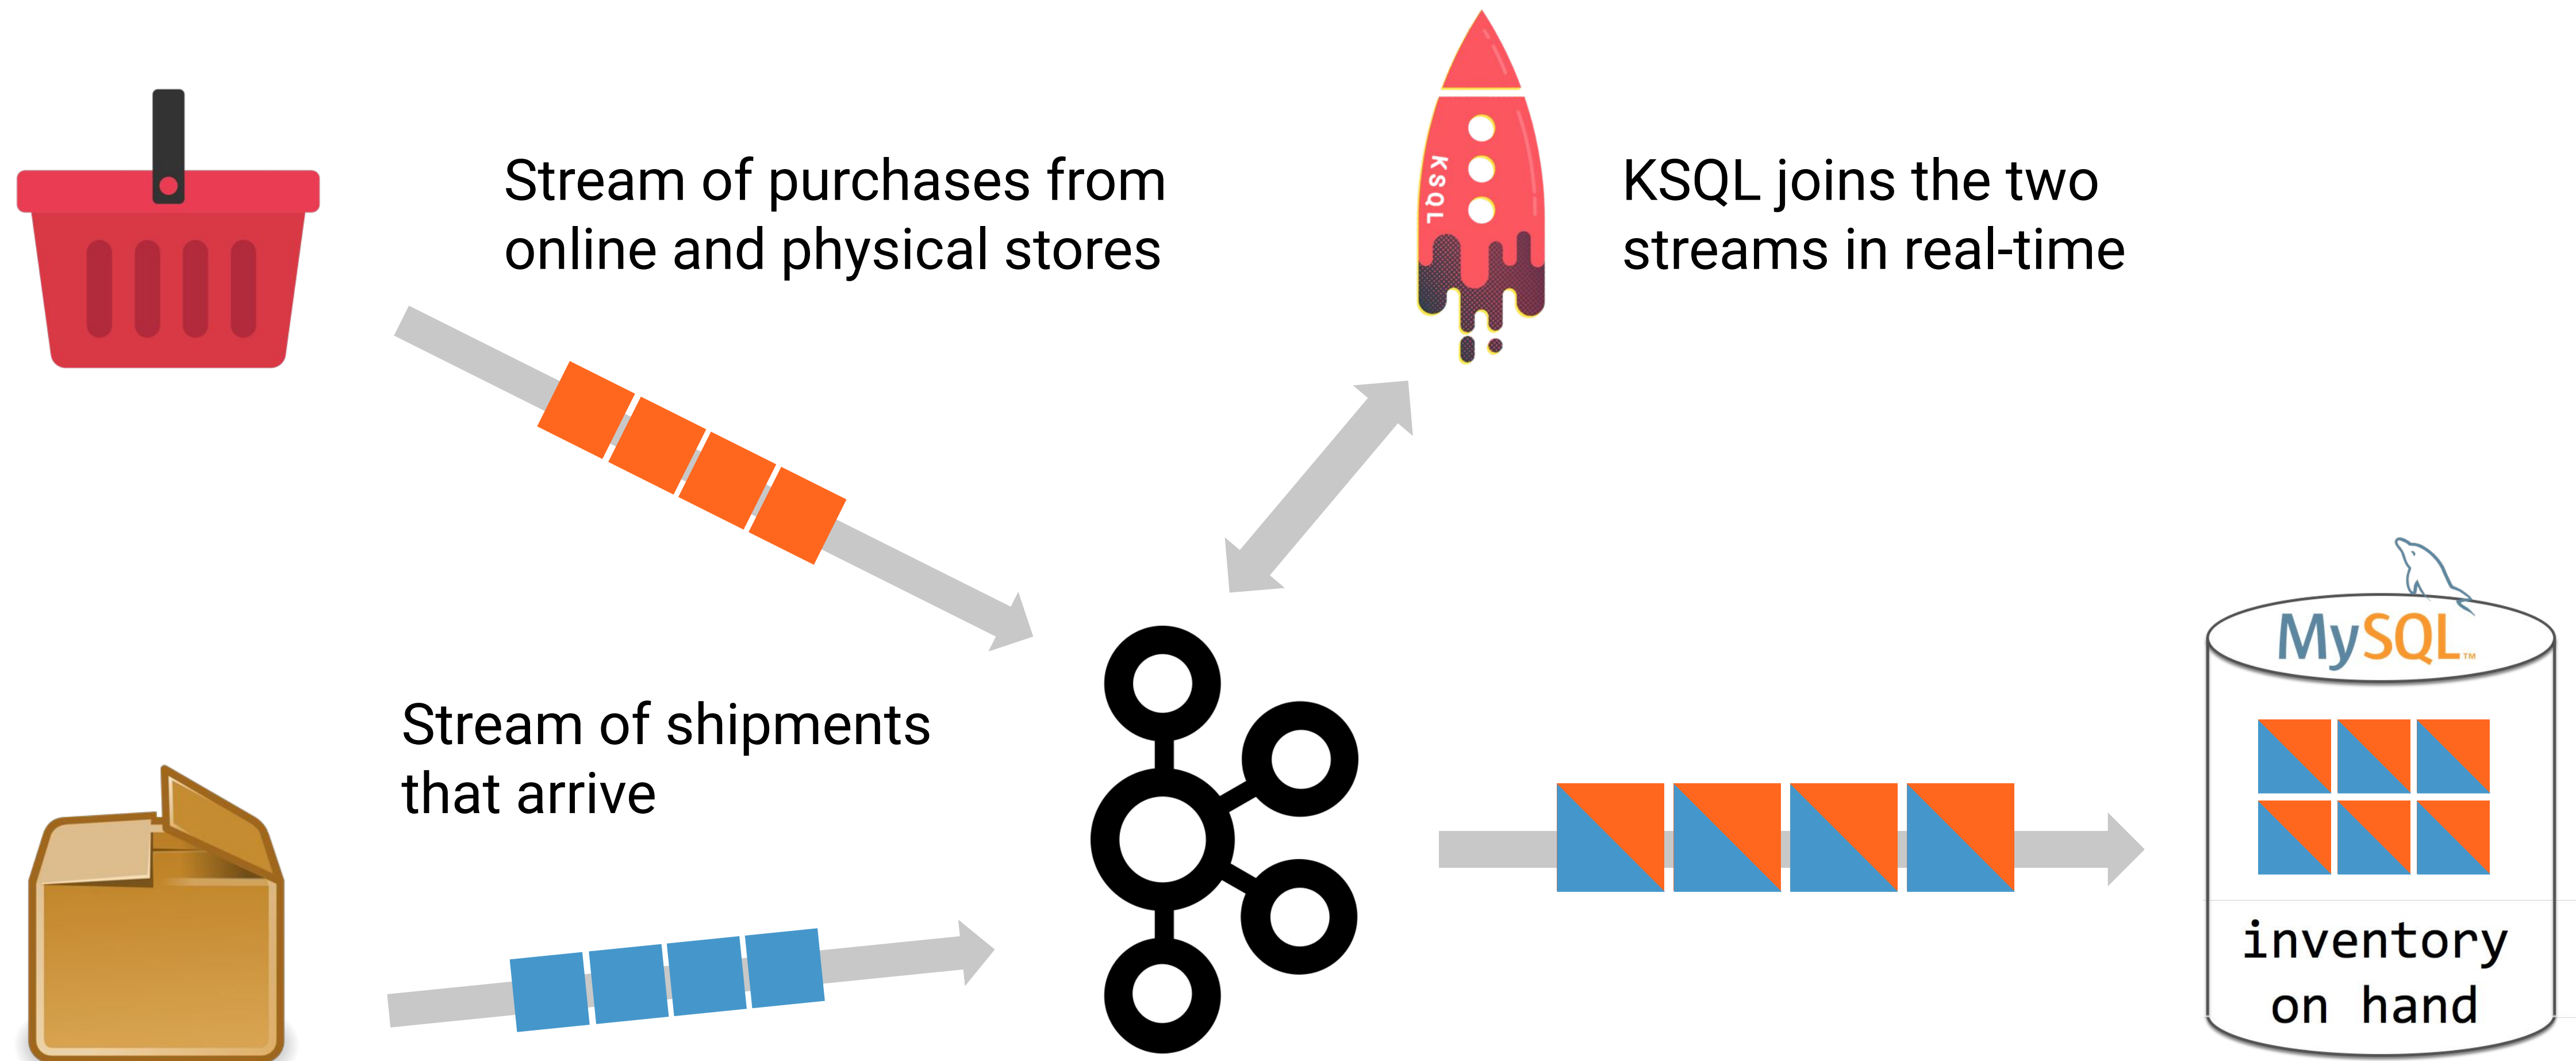 Stream of purchases from
online and physical stores
KSQL
KSQL joins the two
streams in real-time
Stream of shipments
that arrive
MySQL™
inventory
on hand